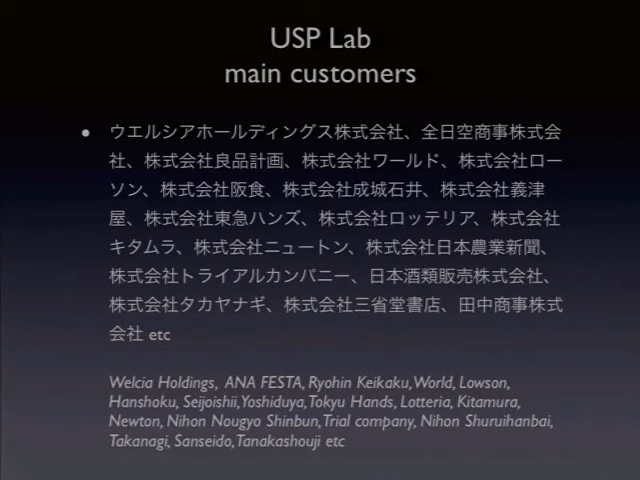 USP Lab
main customers
• ウエルシアホールディングス株式会社、全日空商事株式会
社、株式会社良品計画、株式会社ワールド、株式会社ロー
ソン、株式会社阪食、株式会社成城石井、株式会社義津
屋、株式会社東急ハンズ、株式会社ロッテリア、株式会社
キタムラ、株式会社ニュートン、株式会社日本農業新聞、
株式会社トライアルカンパニー、日本酒類販売株式会社、
株式会社タカヤナギ、株式会社三省堂書店、田中商事株式
会社 etc
Welcia Holdings, ANA FESTA, Ryohin Keikaku, World, Lowson,
Hanshoku, Seijoishii, Yoshiduya, Tokyu Hands, Lotteria, Kitamura,
Newton, Nihon Nougyo Shinbun, Trial company, Nihon Shuruihanbai,
Takanagi, Sanseido, Tanakashouji etc